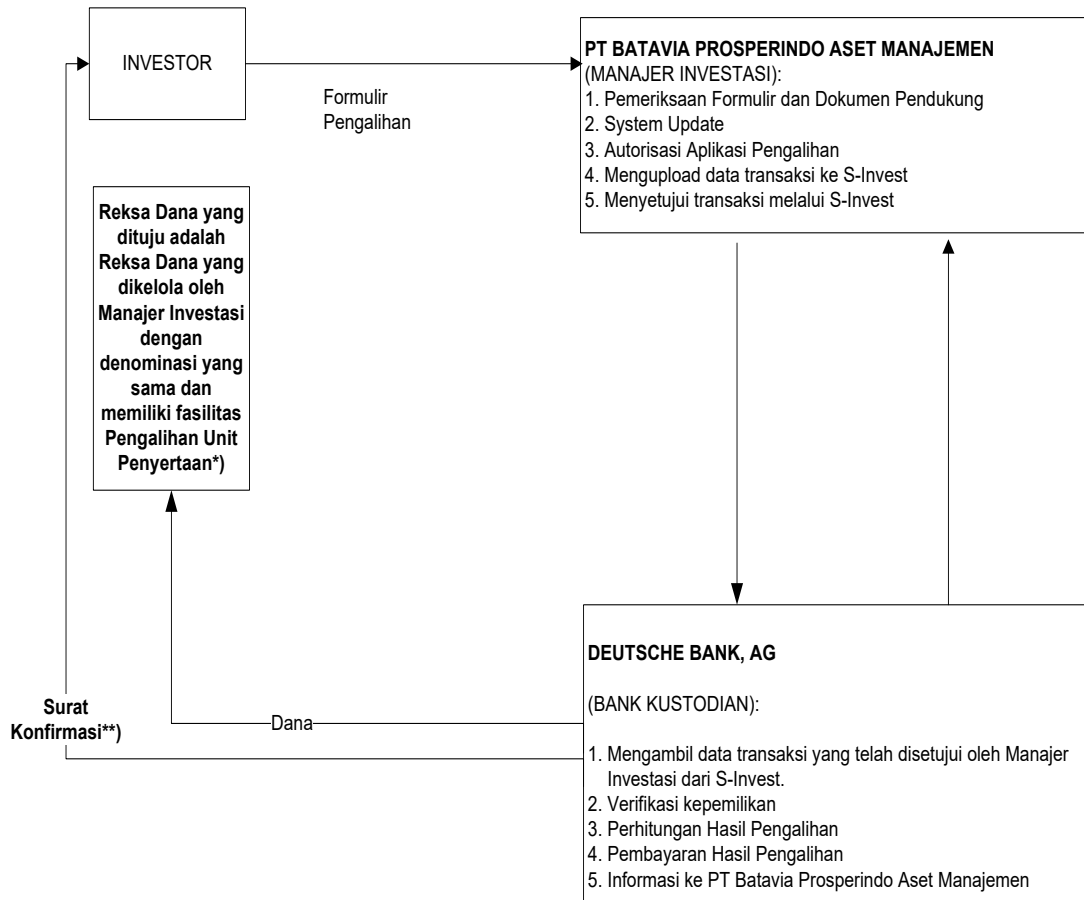 INVESTOR
Formulir
Pengalihan
PT BATAVIA PROSPERINDO ASET MANAJEMEN
(MANAJER INVESTASI):
1. Pemeriksaan Formulir dan Dokumen Pendukung
2. System Update
3. Autorisasi Aplikasi Pengalihan
4. Mengupload data transaksi ke S-Invest
5. Menyetujui transaksi melalui S-Invest
Reksa Dana yang
dituju adalah
Reksa Dana yang
dikelola oleh
Manajer Investasi
dengan
denominasi yang
sama dan
memiliki fasilitas
Pengalihan Unit
Penyertaan*)
Surat
Konfirmasi**)
Dana
DEUTSCHE BANK, AG
(BANK KUSTODIAN):
1. Mengambil data transaksi yang telah disetujui oleh Manajer
Investasi dari S-Invest.
2. Verifikasi kepemilikan
3. Perhitungan Hasil Pengalihan
4. Pembayaran Hasil Pengalihan
5. Informasi ke PT Batavia Prosperindo Aset Manajemen